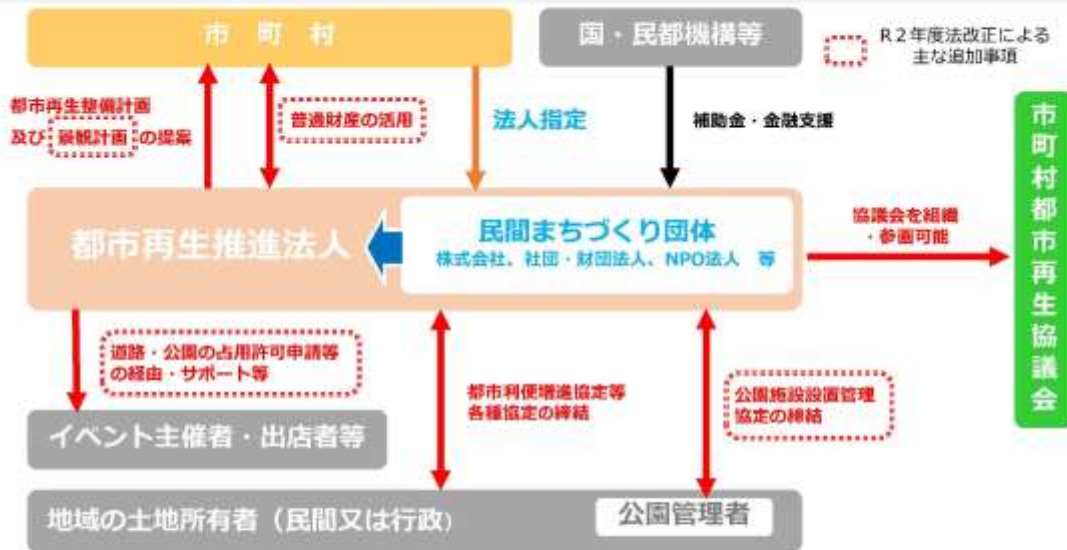 市 町 村
国・民都機構等
R2年度法改正による
主な追加事項
都市再生整備計画
及び 景観計画 の提案
普通財産の活用
法人指定
補助金・金融支援
都市再生推進法人
民間まちづくり団体
株式会社、社団・財団法人、NPO法人 等
協議会を組織
・参画可能
市町村都市再生協議会
道路・公園の占用許可申請等
の経由・サポート等
都市利便増進協定等
各種協定の締結
公園施設設置管理
協定の締結
イベント主催者・出店者等
地域の土地所有者(民間又は行政)
公園管理者